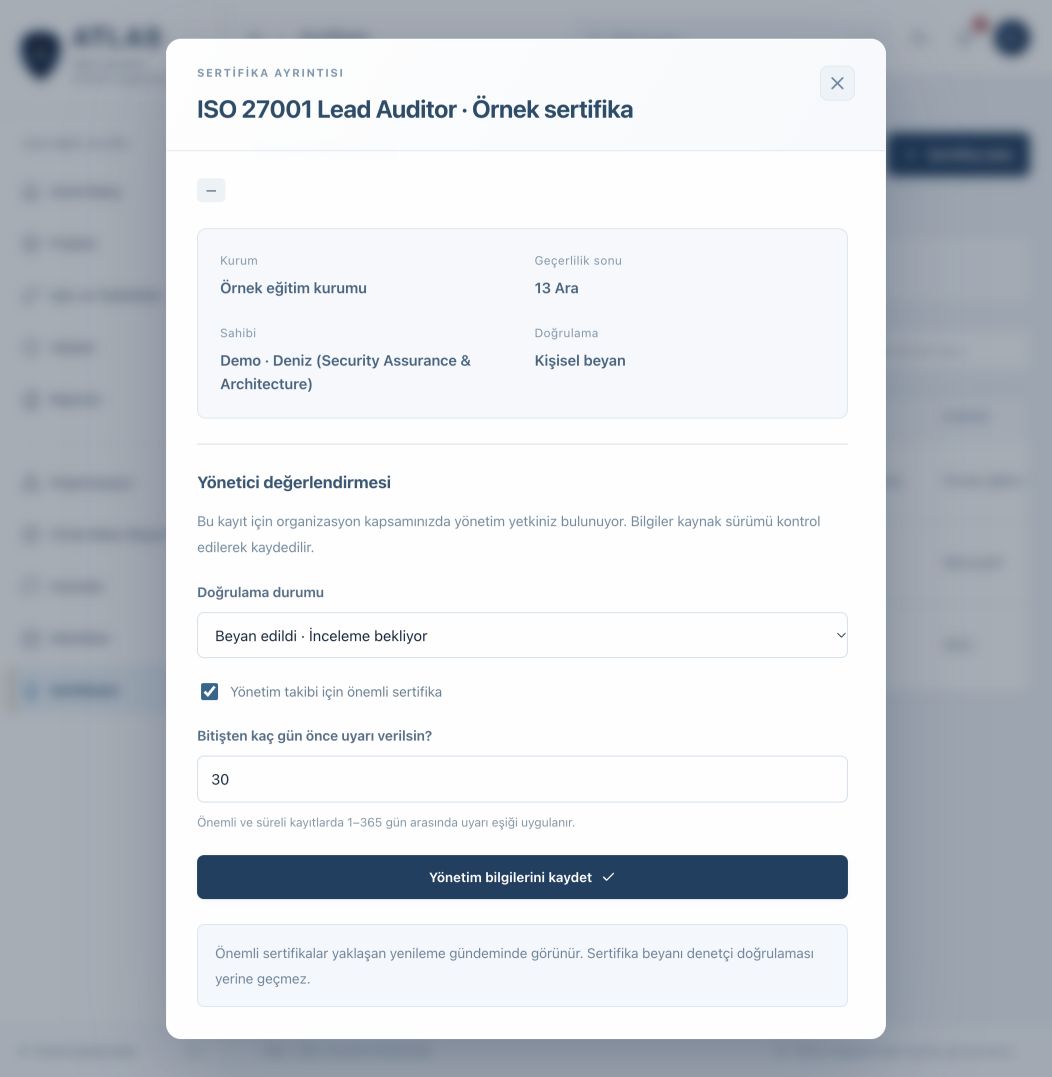 SERTİFİKA AYRINTISI
ISO 27001 Lead Auditor · Örnek sertifika
–
Kurum
Örnek eğitim kurumu
Geçerlilik sonu
13 Ara
Sahibi
Demo · Deniz (Security Assurance &
Architecture)
Doğrulama
Kişisel beyan
Yönetici değerlendirmesi
Bu kayıt için organizasyon kapsamınızda yönetim yetkiniz bulunuyor. Bilgiler kaynak sürümü kontrol
edilerek kaydedilir.
Doğrulama durumu
Beyan edildi · İnceleme bekliyor
Yönetim takibi için önemli sertifika
Bitişten kaç gün önce uyarı verilsin?
30
Önemli ve süreli kayıtlarda 1–365 gün arasında uyarı eşiği uygulanır.
Yönetim bilgilerini kaydet
Önemli sertifikalar yaklaşan yenileme gündeminde görünür. Sertifika beyanı denetçi doğrulaması
yerine geçmez.